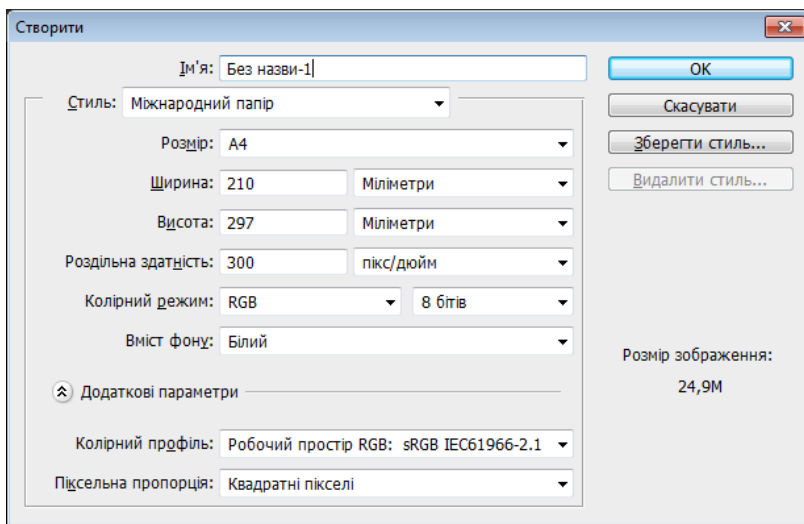 Створити
Ім'я: Без назви-1
OK
Стиль: Міжнародний папір
Скасувати
Розмір: A4
Зберегти стиль...
Ширина: 210 Міліметри
Видалити стиль...
Висота: 297 Міліметри
Роздільна здатність: 300 пікс/дюйм
Колірний режим: RGB 8 бітів
Вміст фону: Білий
Розмір зображення:
24,9M
Додаткові параметри
Колірний профіль: Робочий простір RGB: sRGB IEC61966-2.1
Піксельна пропорція: Квадратні пікселі